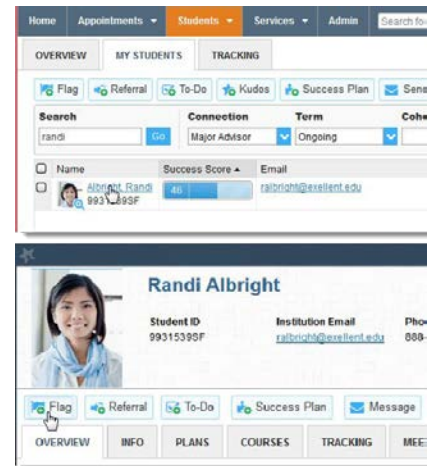 Home Appointments Students Services Admin Search fo
OVERVIEW MY STUDENTS TRACKING
Flag Referral To-Do Kudos Success Plan Sen
Search Connection Term Coh
randi Go Major Advisor Ongoing
Name Success Score Email
Albright, Randi 46 ralbright@exellent.edu
Randi Albright
Student ID Institution Email Pho
9931539SF ralbright@exellent.edu 888-
Flag Referral To-Do Success Plan Message
OVERVIEW INFO PLANS COURSES TRACKING MEE